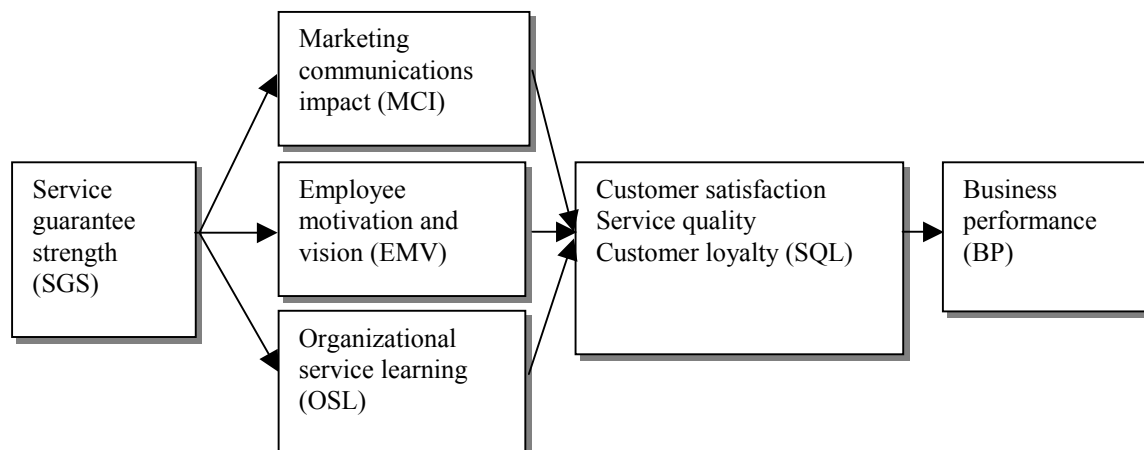 Marketing
communications
impact (MCI)
Service
guarantee
strength
(SGS)
Employee
motivation and
vision (EMV)
Organizational
service learning
(OSL)
Customer satisfaction
Service quality
Customer loyalty (SQL)
Business
performance
(BP)